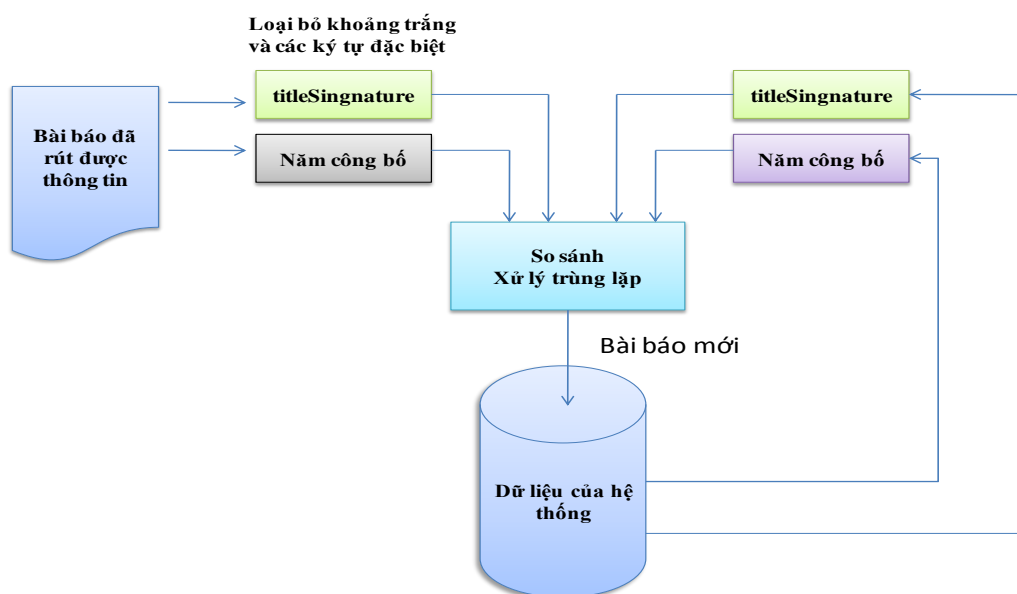 Loại bỏ khoảng trắng
và các ký tự đặc biệt
titleSingnature
titleSingnature
Bài báo đã
rút được
thông tin
Năm công bố
Năm công bố
So sánh
Xử lý trùng lặp
Bài báo mới
Dữ liệu của hệ
thống